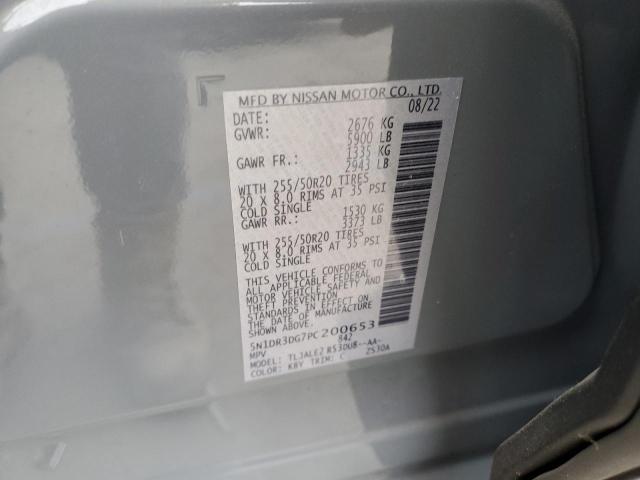 MFD BY NISSAN MOTOR CO., LTD.
DATE: 08/22
GVWR: 2676 KG
5900 LB
GAWR FR.: 1335 KG
2943 LB
WITH 255/50R20 TIRES
20 X 8.0 RIMS AT 35 PSI
COLD SINGLE
GAWR RR.: 1530 KG
3373 LB
WITH 255/50R20 TIRES
20 X 8.0 RIMS AT 35 PSI
COLD SINGLE
THIS VEHICLE CONFORMS TO
ALL APPLICABLE FEDERAL
MOTOR VEHICLE SAFETY AND
THEFT PREVENTION
STANDARDS IN EFFECT ON
THE DATE OF MANUFACTURE
SHOWN ABOVE.
5N1DR3DG7PC200653
MPV 842
MODEL: TLJALE2 R53DU8--AA-
COLOR: KBY TRIM: C 2S30A